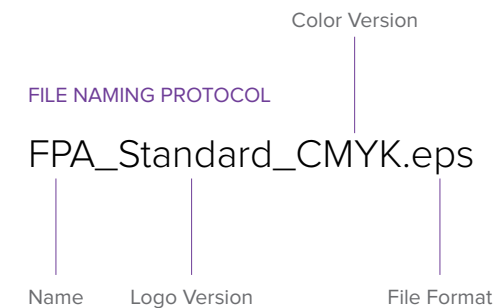 Color Version
FILE NAMING PROTOCOL
FPA_Standard_CMYK.eps
Name Logo Version File Format